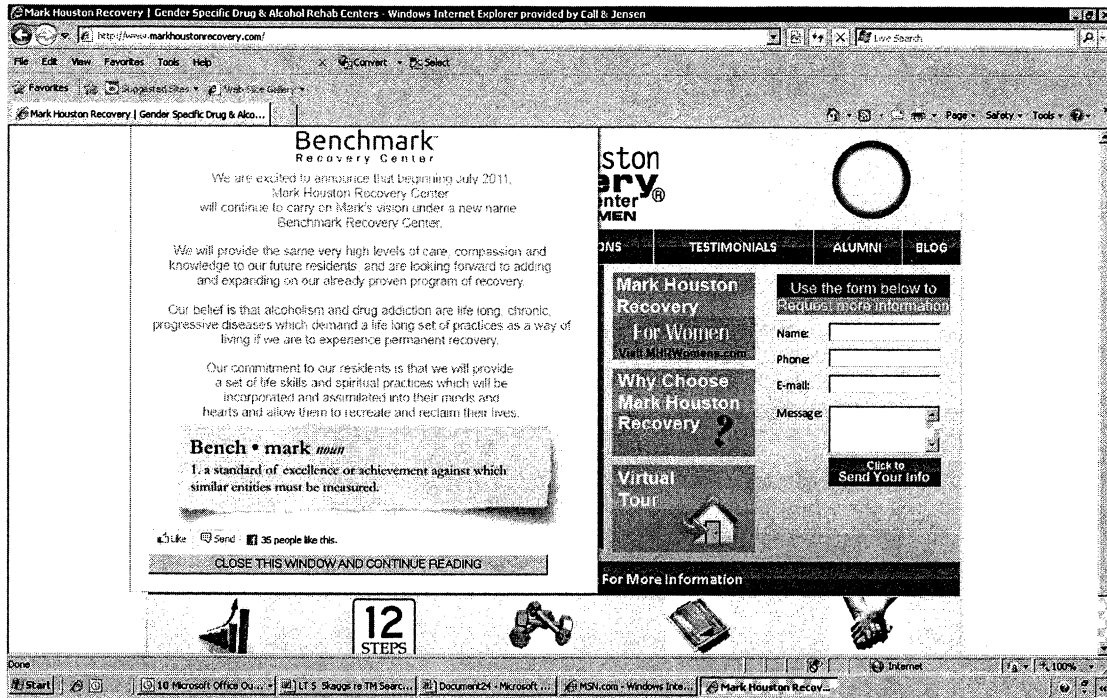 Mark Houston Recovery | Gender Specific Drug & Alcohol Rehab Centers - Windows Internet Explorer provided by Call & Jensen
http://www.markhoustonrecovery.com/
Live Search
File Edit View Favorites Tools Help
x Convert Select
Favorites Suggested Sites Web Slice Gallery
Mark Houston Recovery | Gender Specific Drug & Alco...
Page Safety Tools
Benchmark
Recovery Center
We are excited to announce that beginning July 2011,
Mark Houston Recovery Center
will continue to carry on Mark's vision under a new name
Benchmark Recovery Center.
We will provide the same very high levels of care, compassion and
knowledge to our future residents, and are looking forward to adding
and expanding on our already proven program of recovery.
Our belief is that alcoholism and drug addiction are life long, chronic,
progressive diseases which demand a life long set of practices as a way of
living if we are to experience permanent recovery.
Our commitment to our residents is that we will provide
a set of life skills and spiritual practices which will be
incorporated and assimilated into their minds and
hearts and allow them to recreate and reclaim their lives.
Bench • mark noun
1. a standard of excellence or achievement against which
similar entities must be measured.
Like Send 35 people like this.
CLOSE THIS WINDOW AND CONTINUE READING
ston
ery®
enter
MEN
ONS TESTIMONIALS ALUMNI BLOG
Mark Houston
Recovery
For Women
Visit MHRWomens.com
Why Choose
Mark Houston
Recovery ?
Virtual
Tour
Use the form below to
Request more information
Name:
Phone:
E-mail:
Message:
Click to
Send Your Info
For More Information
12
STEPS
Done
Internet
100%
Start
10 Microsoft Office Ou...
LT S Skaggs re TM Searc...
Document24 - Microsoft ...
MSN.com - Windows Inte...
Mark Houston Recov...